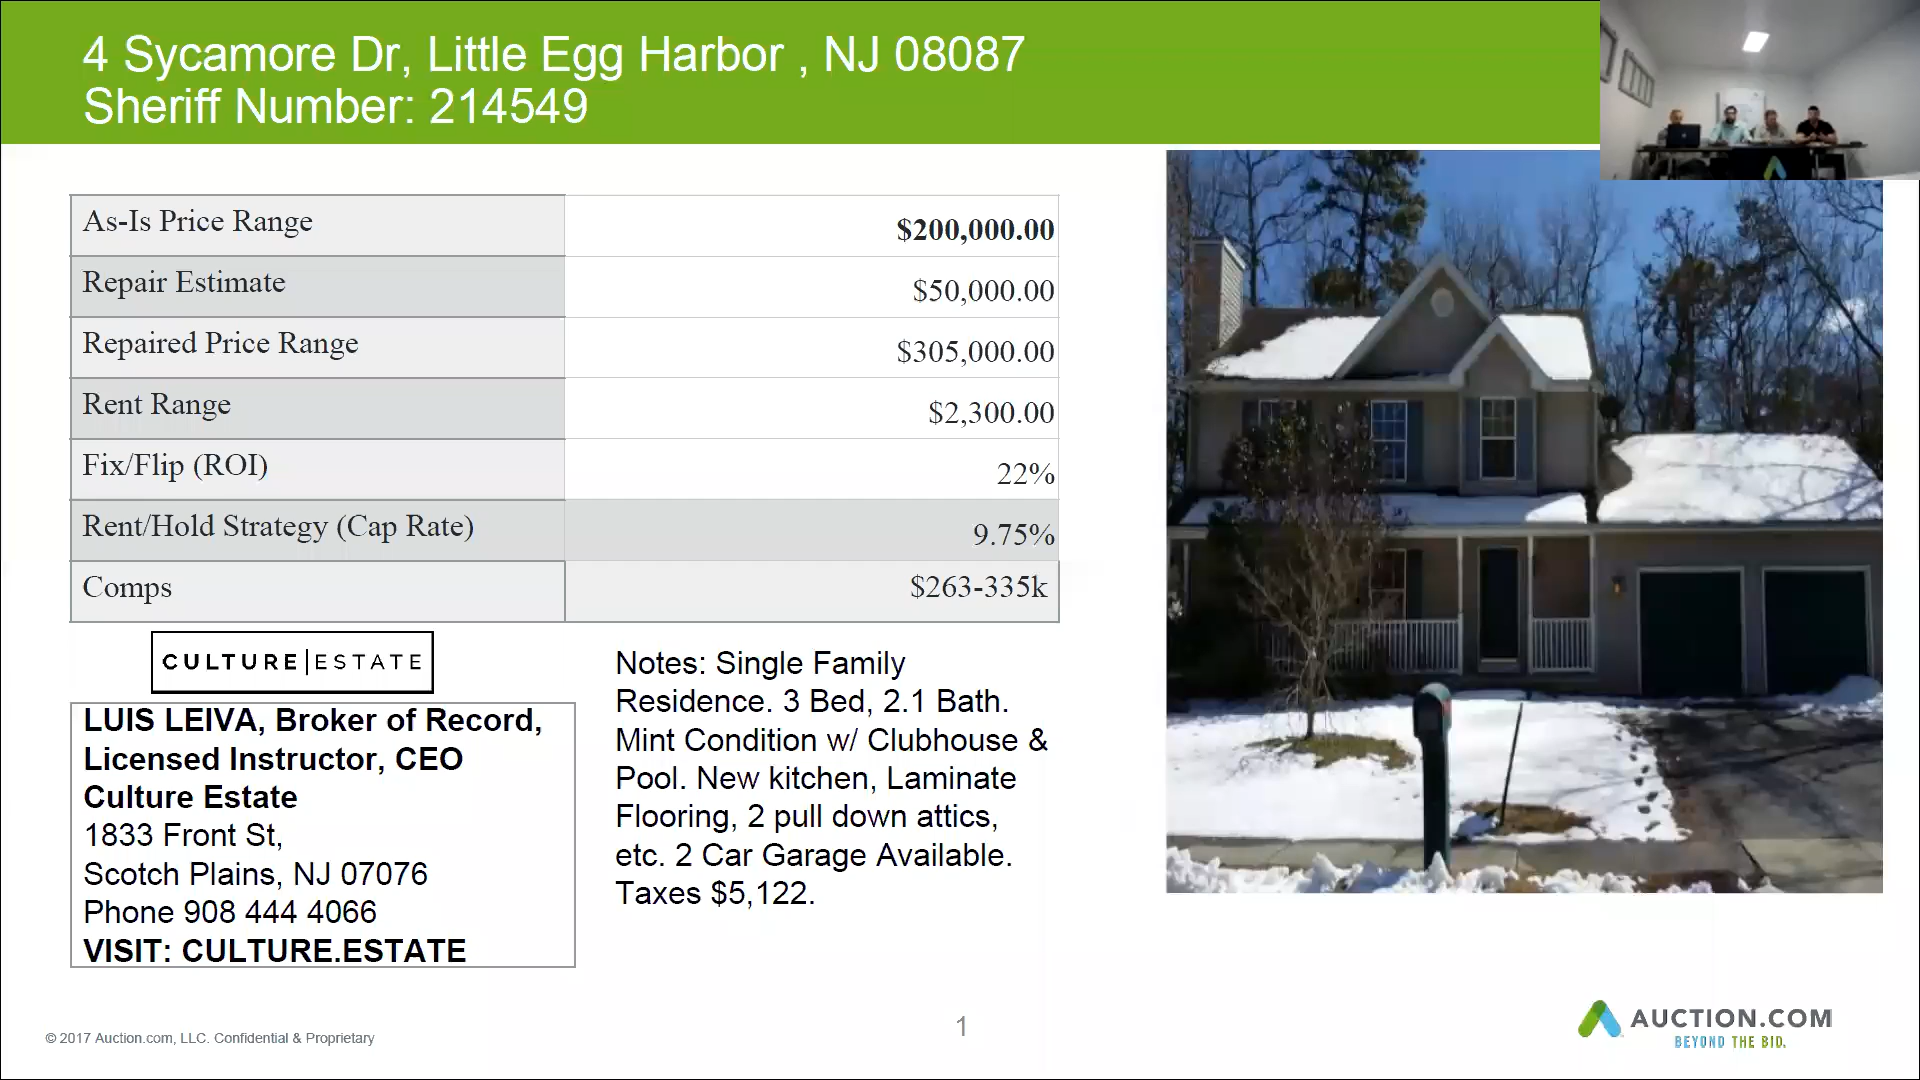 4 Sycamore Dr, Little Egg Harbor , NJ 08087
Sheriff Number: 214549
As-Is Price Range $200,000.00
Repair Estimate $50,000.00
Repaired Price Range $305,000.00
Rent Range $2,300.00
Fix/Flip (ROI) 22%
Rent/Hold Strategy (Cap Rate) 9.75%
Comps $263-335k
CULTURE|ESTATE
LUIS LEIVA, Broker of Record,
Licensed Instructor, CEO
Culture Estate
1833 Front St,
Scotch Plains, NJ 07076
Phone 908 444 4066
VISIT: CULTURE.ESTATE
Notes: Single Family
Residence. 3 Bed, 2.1 Bath.
Mint Condition w/ Clubhouse &
Pool. New kitchen, Laminate
Flooring, 2 pull down attics,
etc. 2 Car Garage Available.
Taxes $5,122.
© 2017 Auction.com, LLC. Confidential & Proprietary
1
AUCTION.COM
BEYOND THE BID.